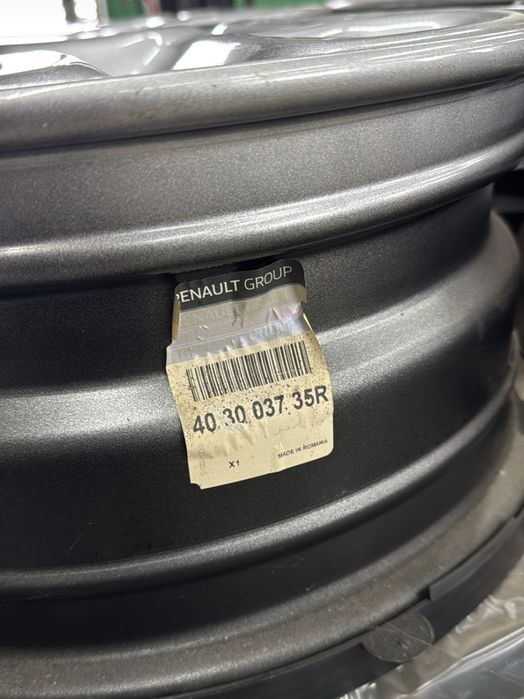 RENAULT GROUP
40 30 037 35R
X1
MADE IN ROMANIA